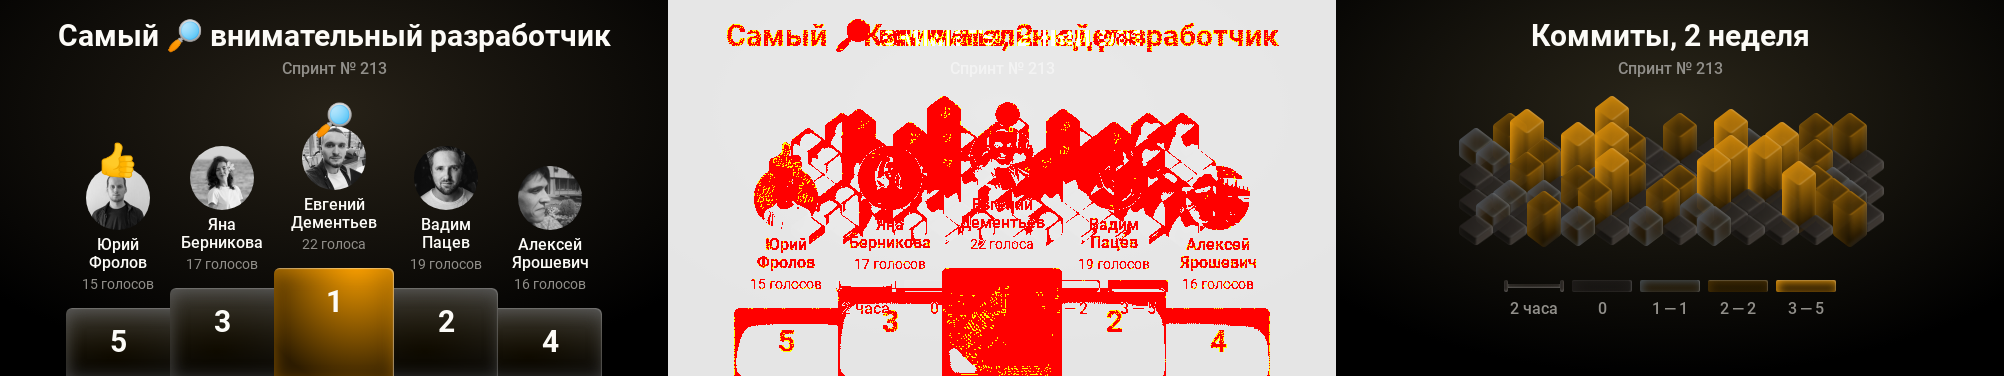 Самый 🔎 внимательный разработчик
Спринт № 213
Юрий
Фролов
15 голосов
Яна
Берникова
17 голосов
Евгений
Дементьев
22 голоса
Вадим
Пацев
19 голосов
Алексей
Ярошевич
16 голосов
5
3
1
2
4
Самый разработчик
Спринт № 213
Юрий
Фролов
15 голосов
Яна
Берникова
17 голосов
Евгений
Дементьев
22 голоса
Вадим
Пацев
19 голосов
Алексей
Ярошевич
16 голосов
2 часа
0
– 2
3 – 5
5
3
2
4
Коммиты, 2 неделя
Спринт № 213
2 часа
0
1 – 1
2 – 2
3 – 5